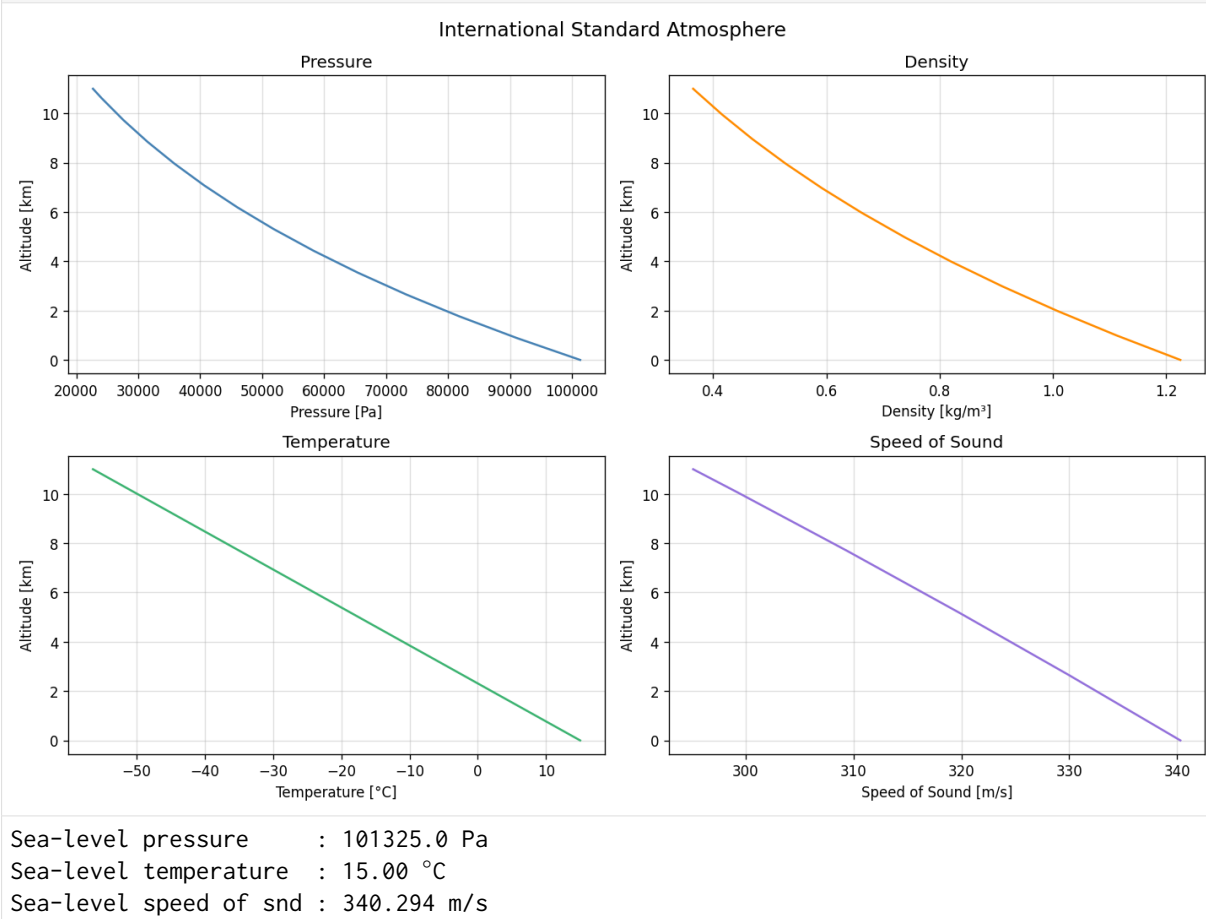 International Standard Atmosphere
Pressure
Altitude [km]
10
8
6
4
2
0
20000 30000 40000 50000 60000 70000 80000 90000 100000
Pressure [Pa]
Density
Altitude [km]
10
8
6
4
2
0
0.4 0.6 0.8 1.0 1.2
Density [kg/m³]
Temperature
Altitude [km]
10
8
6
4
2
0
−50 −40 −30 −20 −10 0 10
Temperature [°C]
Speed of Sound
Altitude [km]
10
8
6
4
2
0
300 310 320 330 340
Speed of Sound [m/s]
Sea-level pressure     : 101325.0 Pa
Sea-level temperature  : 15.00 °C
Sea-level speed of snd : 340.294 m/s